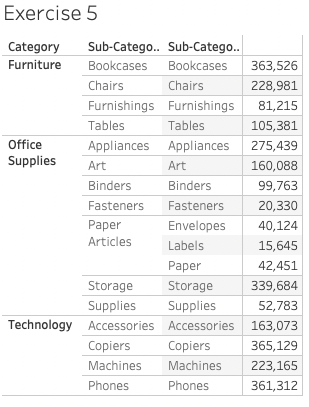 Exercise 5
Category Sub-Catego.. Sub-Catego..
Furniture Bookcases Bookcases 363,526
Chairs Chairs 228,981
Furnishings Furnishings 81,215
Tables Tables 105,381
Office Supplies Appliances Appliances 275,439
Art Art 160,088
Binders Binders 99,763
Fasteners Fasteners 20,330
Paper Articles Envelopes 40,124
Labels 15,645
Paper 42,451
Storage Storage 339,684
Supplies Supplies 52,783
Technology Accessories Accessories 163,073
Copiers Copiers 365,129
Machines Machines 223,165
Phones Phones 361,312